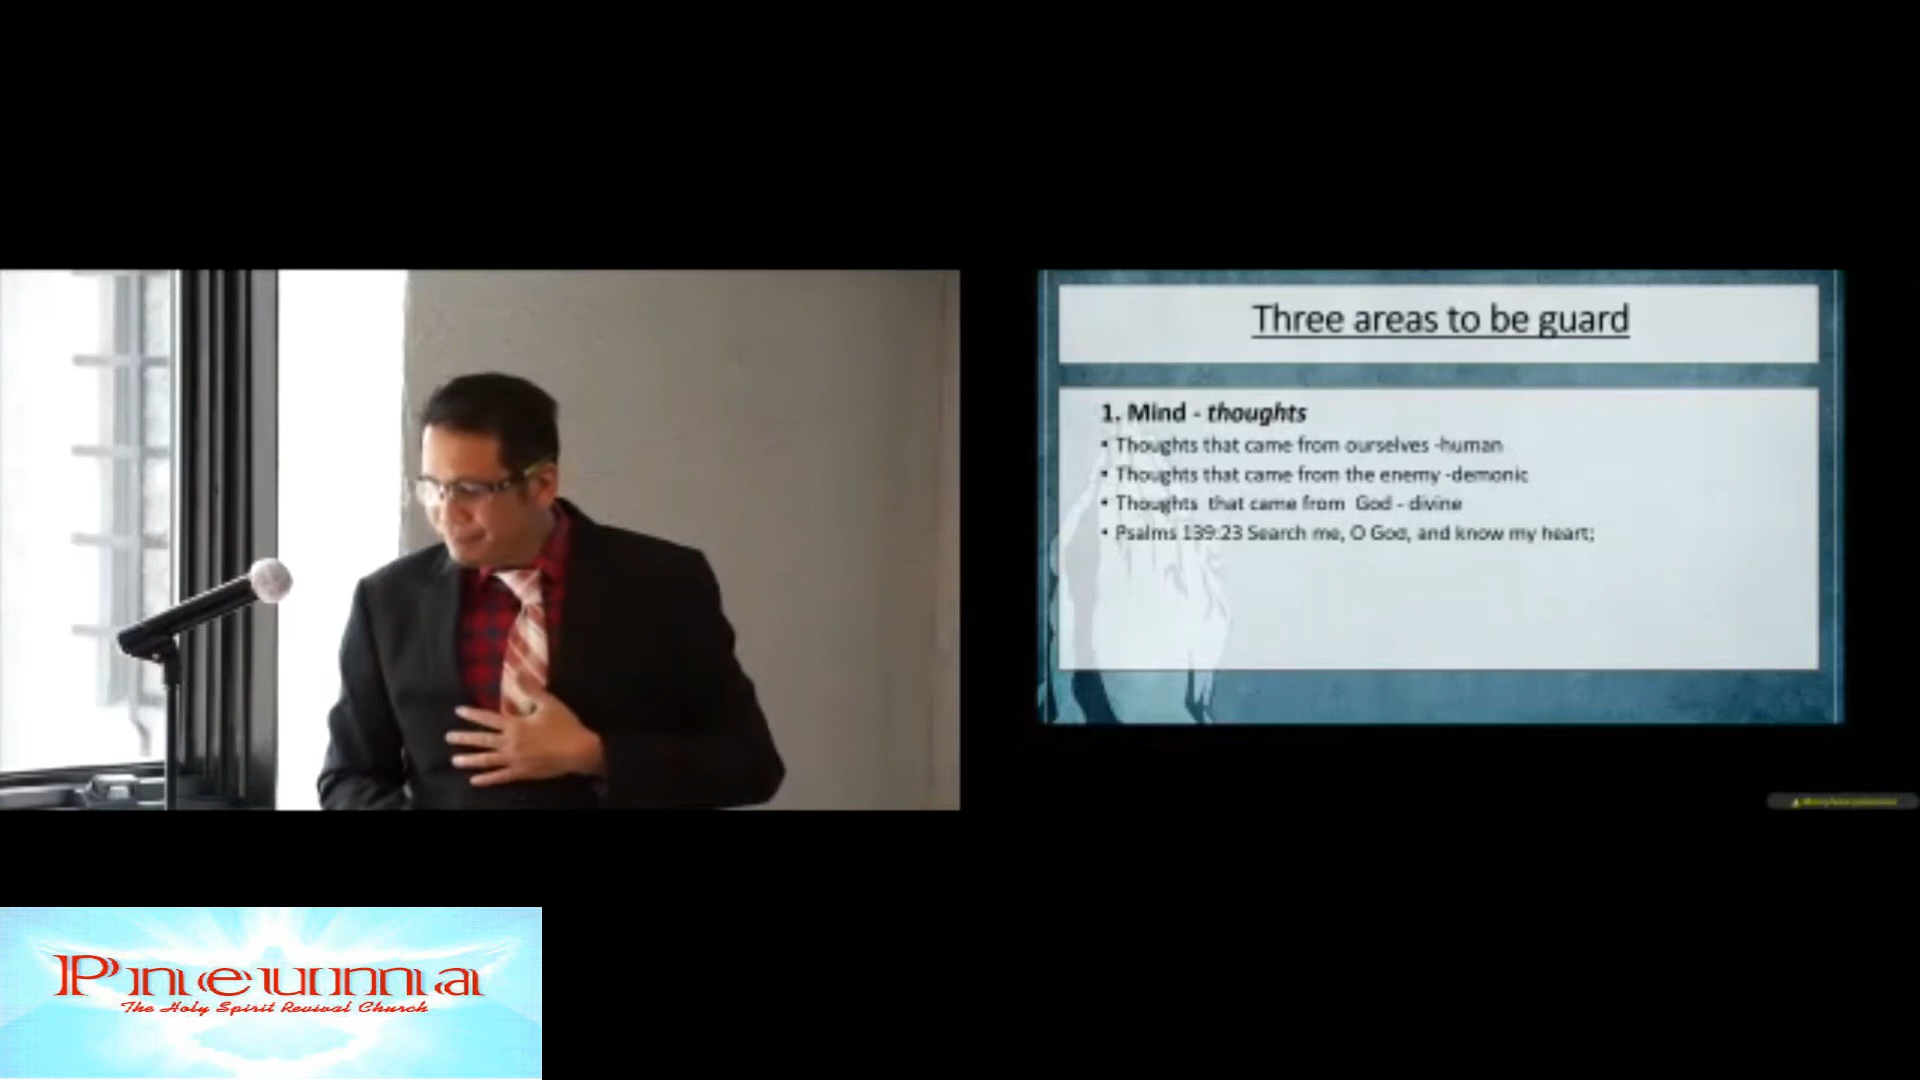 Three areas to be guard
1. Mind - thoughts
• Thoughts that came from ourselves -human
• Thoughts that came from the enemy -demonic
• Thoughts  that came from  God - divine
• Psalms 139:23 Search me, O God, and know my heart;
Pneuma
The Holy Spirit Revival Church